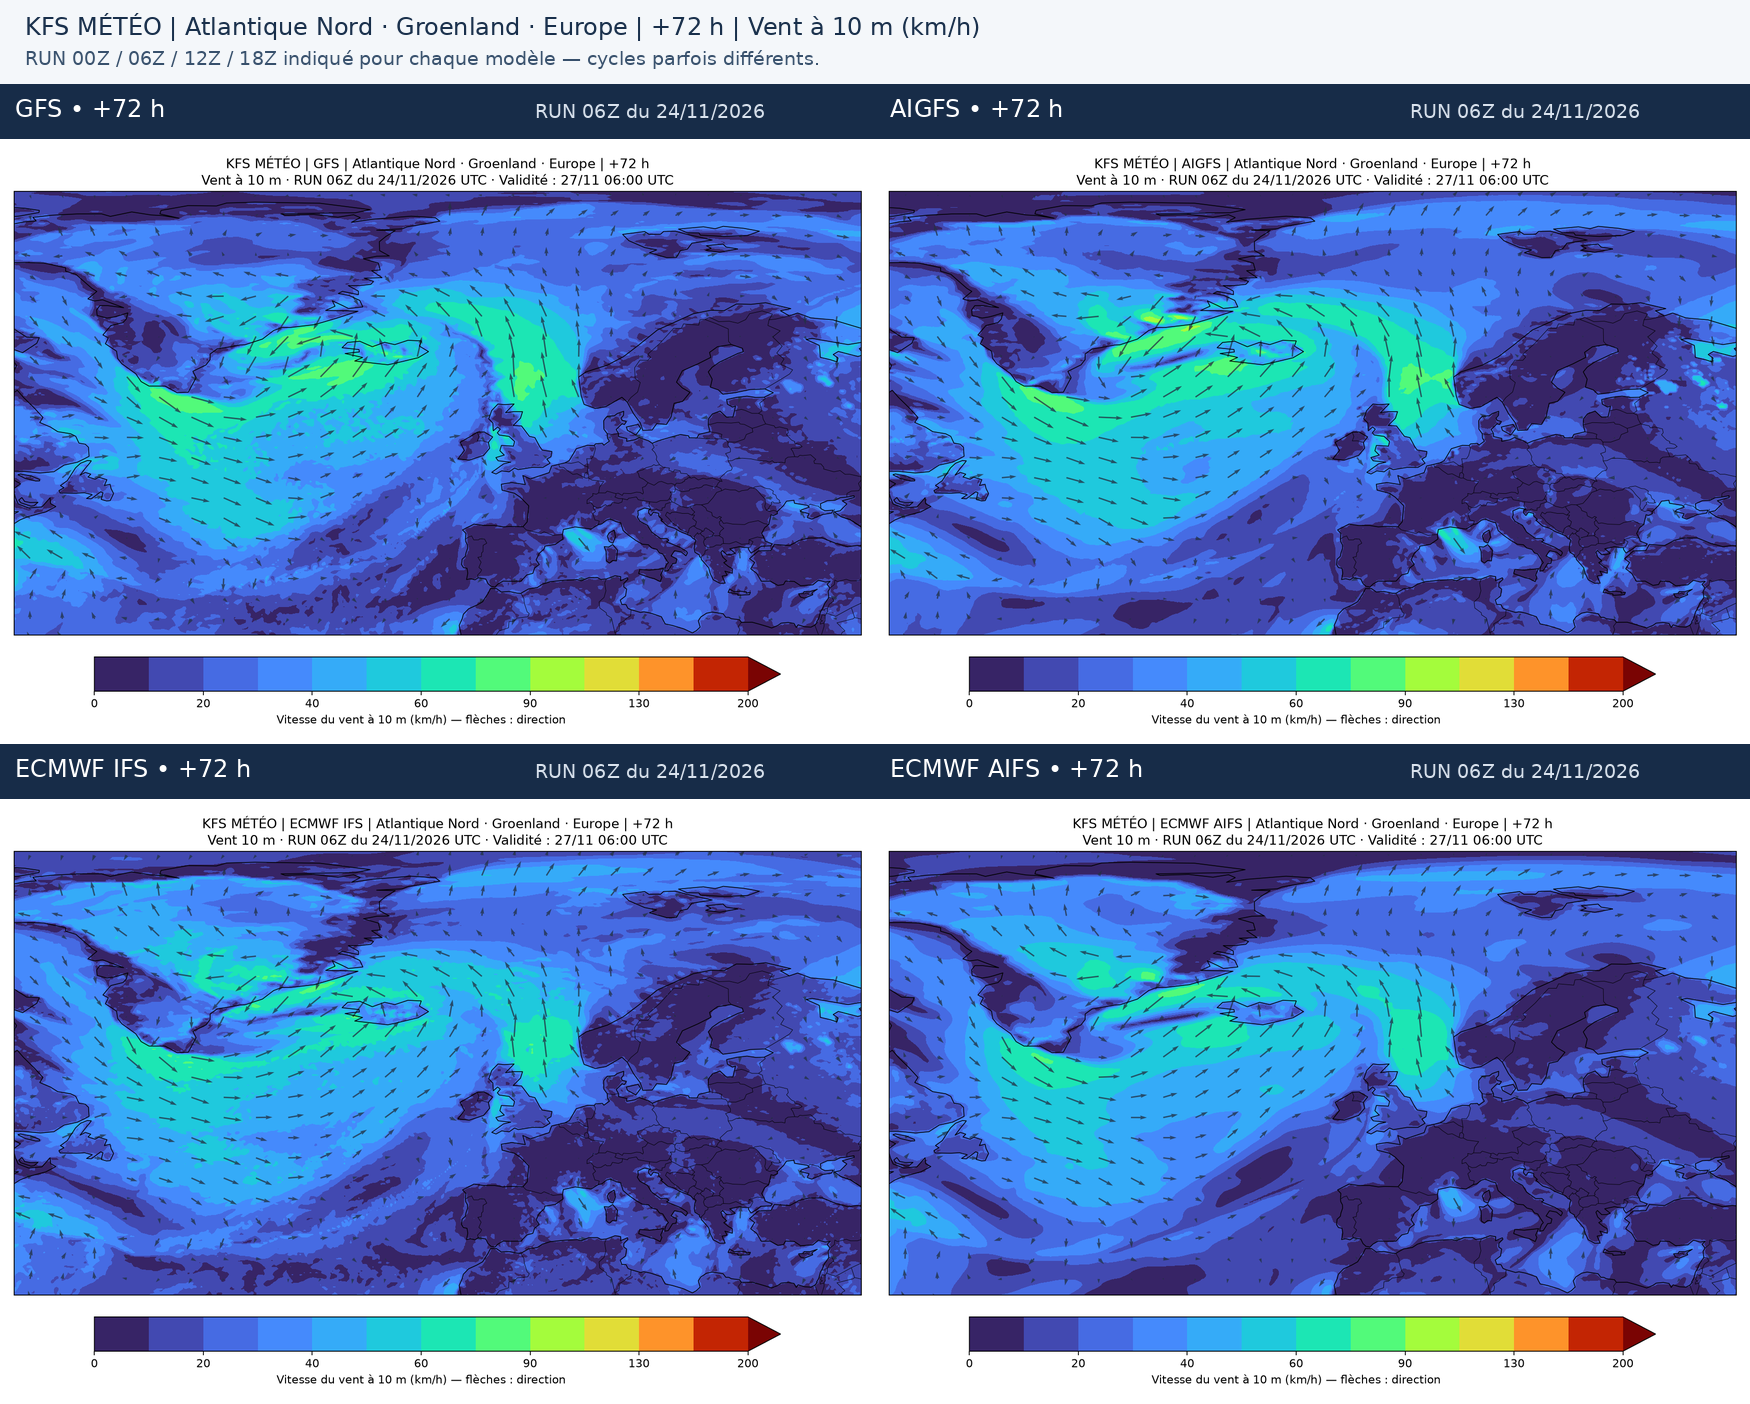 KFS MÉTÉO | Atlantique Nord · Groenland · Europe | +72 h | Vent à 10 m (km/h)
RUN 00Z / 06Z / 12Z / 18Z indiqué pour chaque modèle — cycles parfois différents.
GFS • +72 h
RUN 06Z du 24/11/2026
KFS MÉTÉO | GFS | Atlantique Nord · Groenland · Europe | +72 h
Vent à 10 m · RUN 06Z du 24/11/2026 UTC · Validité : 27/11 06:00 UTC
0 20 40 60 90 130 200
Vitesse du vent à 10 m (km/h) — flèches : direction
AIGFS • +72 h
RUN 06Z du 24/11/2026
KFS MÉTÉO | AIGFS | Atlantique Nord · Groenland · Europe | +72 h
Vent à 10 m · RUN 06Z du 24/11/2026 UTC · Validité : 27/11 06:00 UTC
0 20 40 60 90 130 200
Vitesse du vent à 10 m (km/h) — flèches : direction
ECMWF IFS • +72 h
RUN 06Z du 24/11/2026
KFS MÉTÉO | ECMWF IFS | Atlantique Nord · Groenland · Europe | +72 h
Vent 10 m · RUN 06Z du 24/11/2026 UTC · Validité : 27/11 06:00 UTC
0 20 40 60 90 130 200
Vitesse du vent à 10 m (km/h) — flèches : direction
ECMWF AIFS • +72 h
RUN 06Z du 24/11/2026
KFS MÉTÉO | ECMWF AIFS | Atlantique Nord · Groenland · Europe | +72 h
Vent 10 m · RUN 06Z du 24/11/2026 UTC · Validité : 27/11 06:00 UTC
0 20 40 60 90 130 200
Vitesse du vent à 10 m (km/h) — flèches : direction